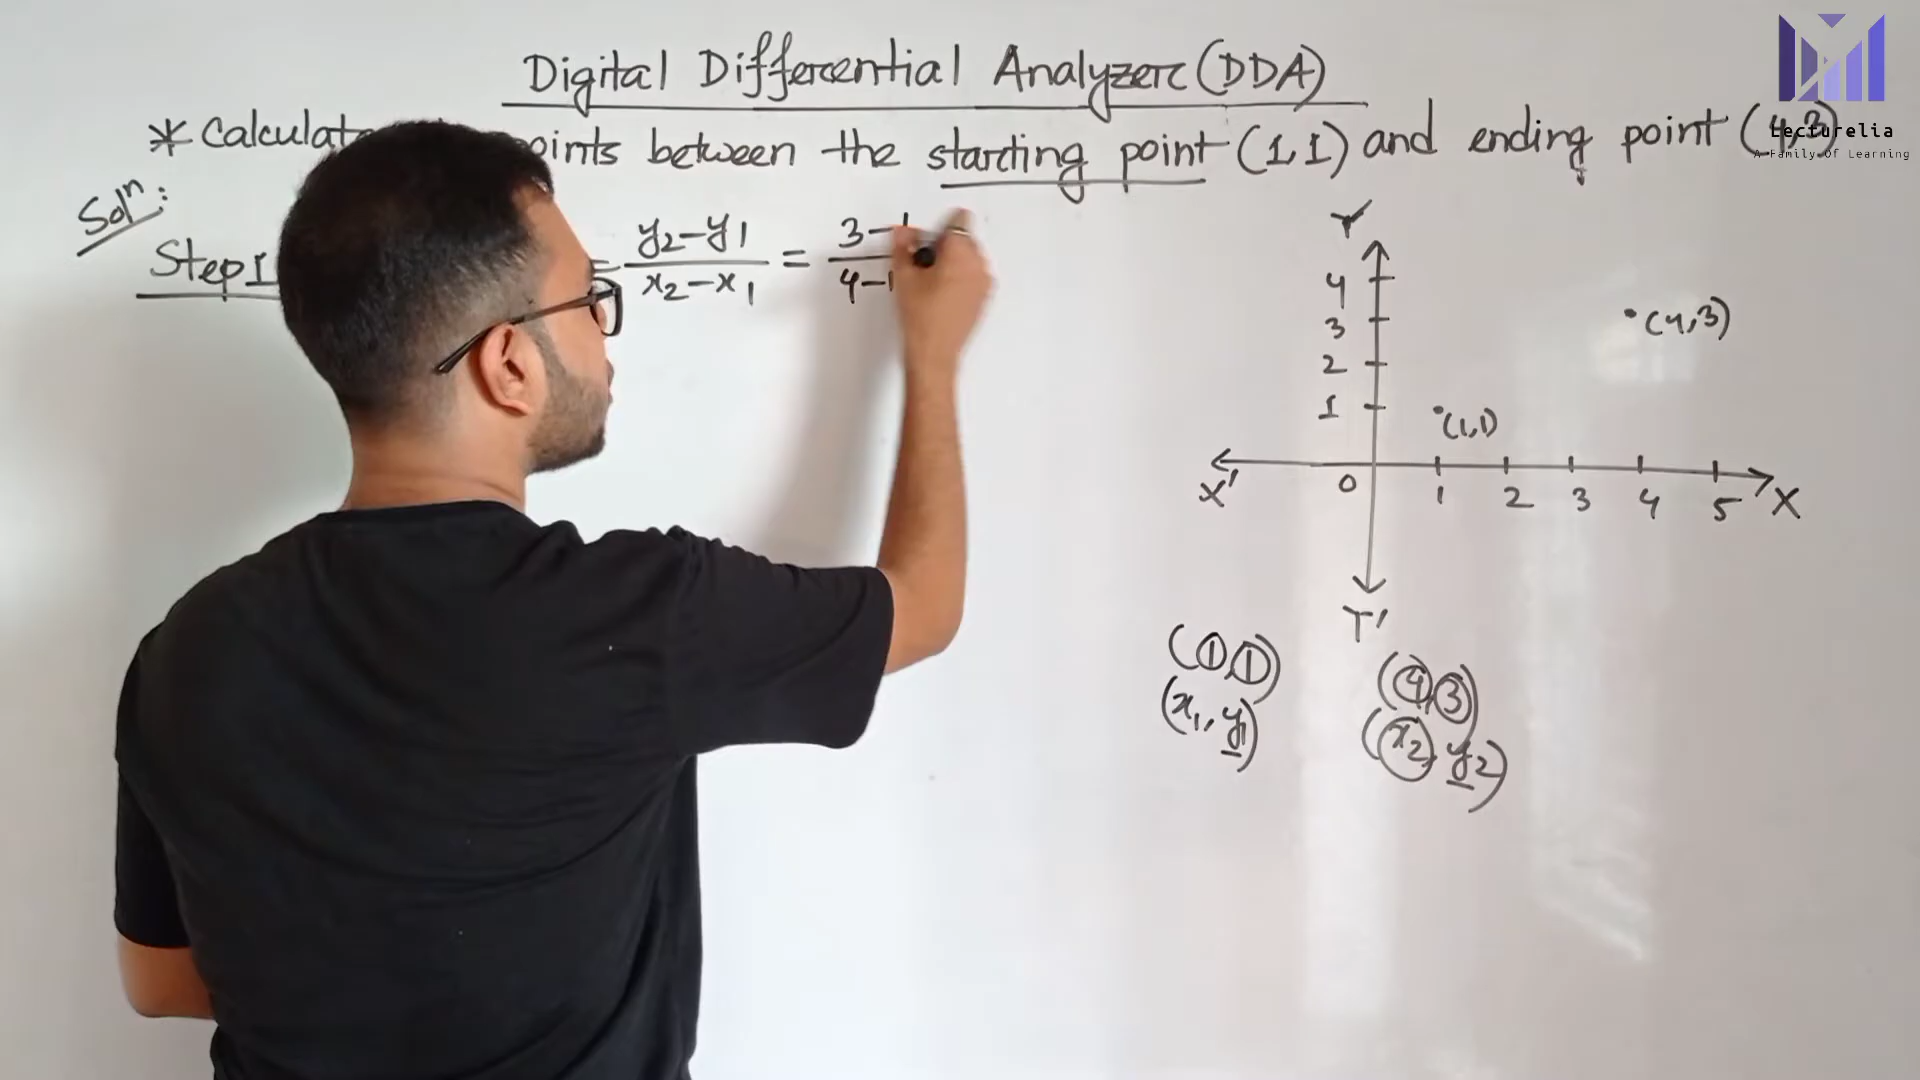 Digital Differential Analyzer (DDA)
* Calculate points between the starting point (1,1) and ending point (4,3)
Lecturelia
A Family Of Learning
Solⁿ:
Step 1 = y₂-y₁/x₂-x₁ = 3-1/4-1
Y
4
3
2
1
(4,3)
(1,1)
X' 0 1 2 3 4 5 X
Y'
(1,1) (4,3)
(x₁,y₁) (x₂,y₂)